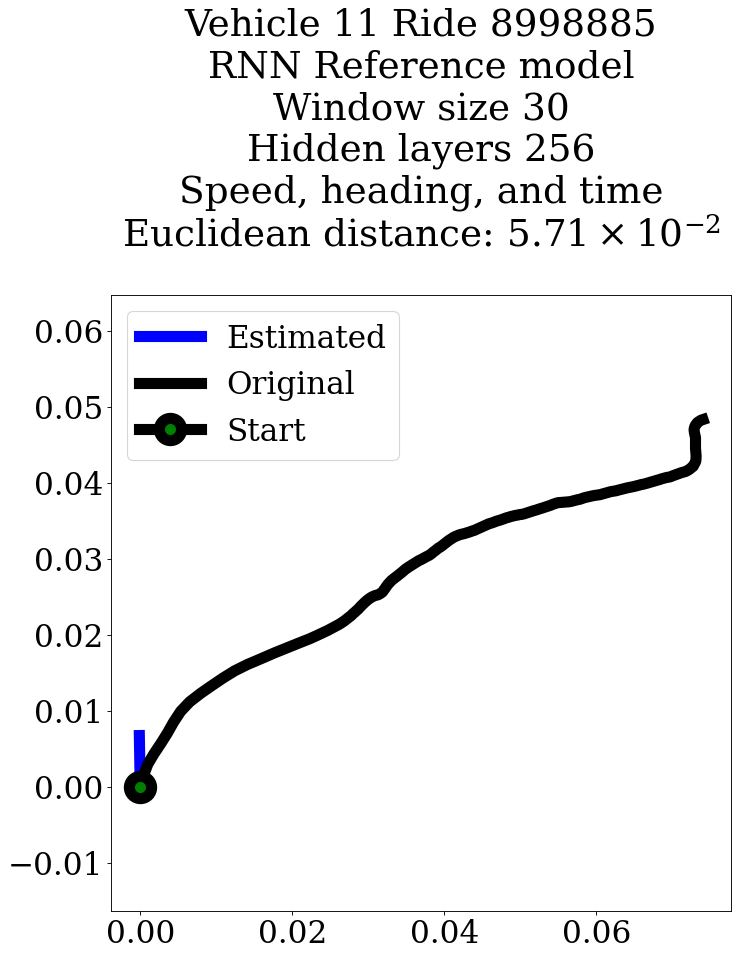 Vehicle 11 Ride 8998885
RNN Reference model
Window size 30
Hidden layers 256
Speed, heading, and time
Euclidean distance: 5.71 × 10⁻²
Estimated
Original
Start
0.06
0.05
0.04
0.03
0.02
0.01
0.00
−0.01
0.00 0.02 0.04 0.06